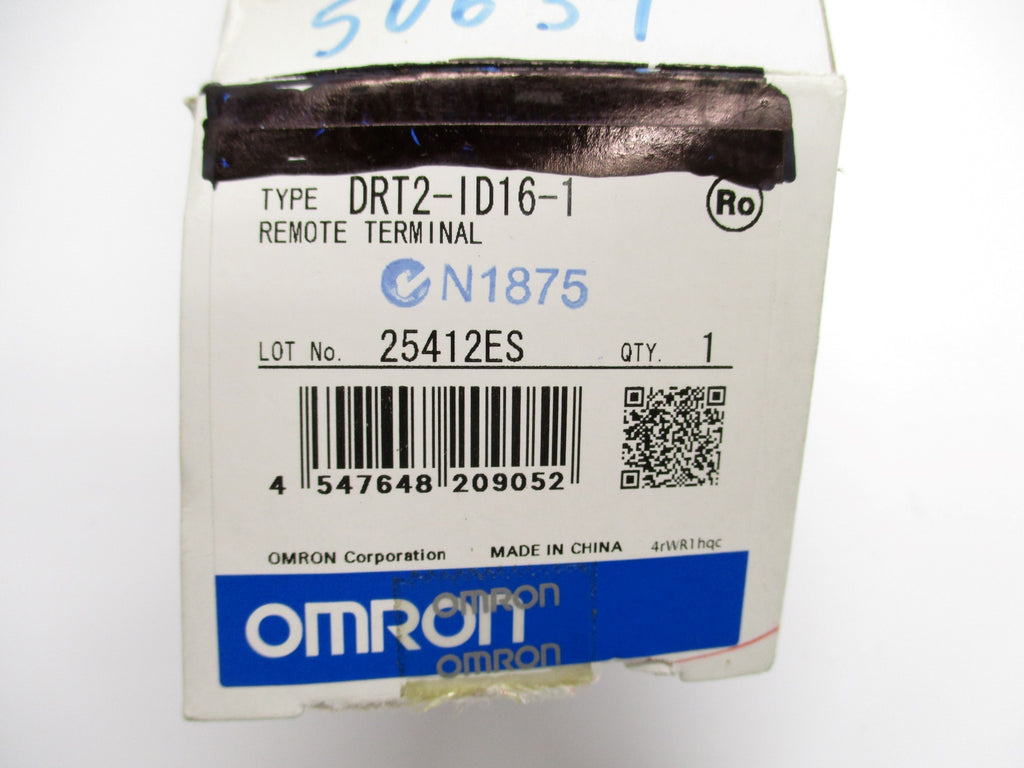 TYPE DRT2-ID16-1
Ro
REMOTE TERMINAL
N1875
LOT No. 25412ES QTY. 1
4 547648 209052
OMRON Corporation MADE IN CHINA 4rWR1hqc
OMRON
OMRON
OMRON